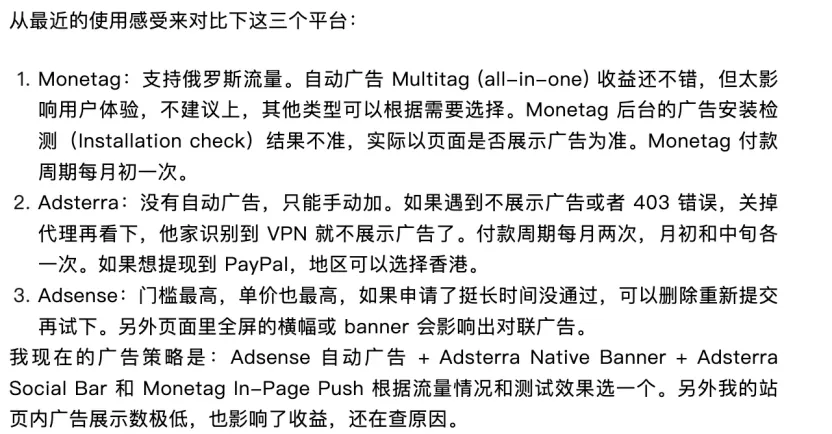 从最近的使用感受来对比下这三个平台：
1. Monetag：支持俄罗斯流量。自动广告 Multitag (all-in-one) 收益还不错，但太影
响用户体验，不建议上，其他类型可以根据需要选择。Monetag 后台的广告安装检
测（Installation check）结果不准，实际以页面是否展示广告为准。Monetag 付款
周期每月初一次。
2. Adsterra：没有自动广告，只能手动加。如果遇到不展示广告或者 403 错误，关掉
代理再看下，他家识别到 VPN 就不展示广告了。付款周期每月两次，月初和中旬各
一次。如果想提现到 PayPal，地区可以选择香港。
3. Adsense：门槛最高，单价也最高，如果申请了挺长时间没通过，可以删除重新提交
再试下。另外页面里全屏的横幅或 banner 会影响出对联广告。
我现在的广告策略是：Adsense 自动广告 + Adsterra Native Banner + Adsterra
Social Bar 和 Monetag In-Page Push 根据流量情况和测试效果选一个。另外我的站
页内广告展示数极低，也影响了收益，还在查原因。